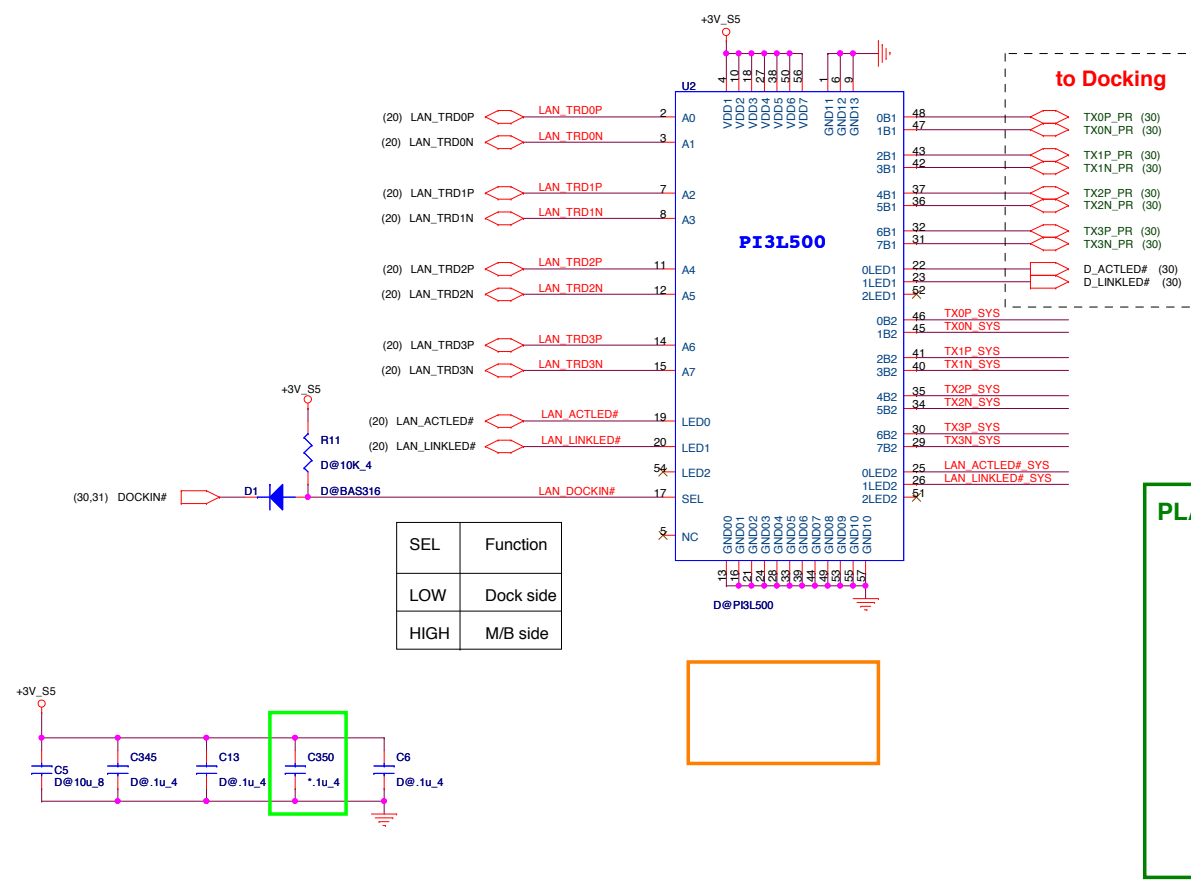 +3V_S5
U2
4 10 18 27 38 50 56
1 6 9
VDD1 VDD2 VDD3 VDD4 VDD5 VDD6 VDD7
GND11 GND12 GND13
to Docking
(20) LAN_TRD0P LAN_TRD0P 2 A0
(20) LAN_TRD0N LAN_TRD0N 3 A1
(20) LAN_TRD1P LAN_TRD1P 7 A2
(20) LAN_TRD1N LAN_TRD1N 8 A3
(20) LAN_TRD2P LAN_TRD2P 11 A4
(20) LAN_TRD2N LAN_TRD2N 12 A5
(20) LAN_TRD3P LAN_TRD3P 14 A6
(20) LAN_TRD3N LAN_TRD3N 15 A7
(20) LAN_ACTLED# LAN_ACTLED# 19 LED0
(20) LAN_LINKLED# LAN_LINKLED# 20 LED1
54 LED2
(30,31) DOCKIN# D1 D@BAS316 LAN_DOCKIN# 17 SEL
5 NC
+3V_S5
R11
D@10K_4
PI3L500
0B1 48 TX0P_PR (30)
1B1 47 TX0N_PR (30)
2B1 43 TX1P_PR (30)
3B1 42 TX1N_PR (30)
4B1 37 TX2P_PR (30)
5B1 36 TX2N_PR (30)
6B1 32 TX3P_PR (30)
7B1 31 TX3N_PR (30)
0LED1 22 D_ACTLED# (30)
1LED1 23 D_LINKLED# (30)
2LED1 52
0B2 46 TX0P_SYS
1B2 45 TX0N_SYS
2B2 41 TX1P_SYS
3B2 40 TX1N_SYS
4B2 35 TX2P_SYS
5B2 34 TX2N_SYS
6B2 30 TX3P_SYS
7B2 29 TX3N_SYS
0LED2 25 LAN_ACTLED#_SYS
1LED2 26 LAN_LINKLED#_SYS
2LED2 51
GND00 GND01 GND02 GND03 GND04 GND05 GND06 GND07 GND08 GND09 GND10 GND10
13 16 21 24 28 33 39 44 49 53 55 57
D@PI3L500
SEL Function
LOW Dock side
HIGH M/B side
PLA
+3V_S5
C5
D@10u_8
C345
D@.1u_4
C13
D@.1u_4
C350
*.1u_4
C6
D@.1u_4